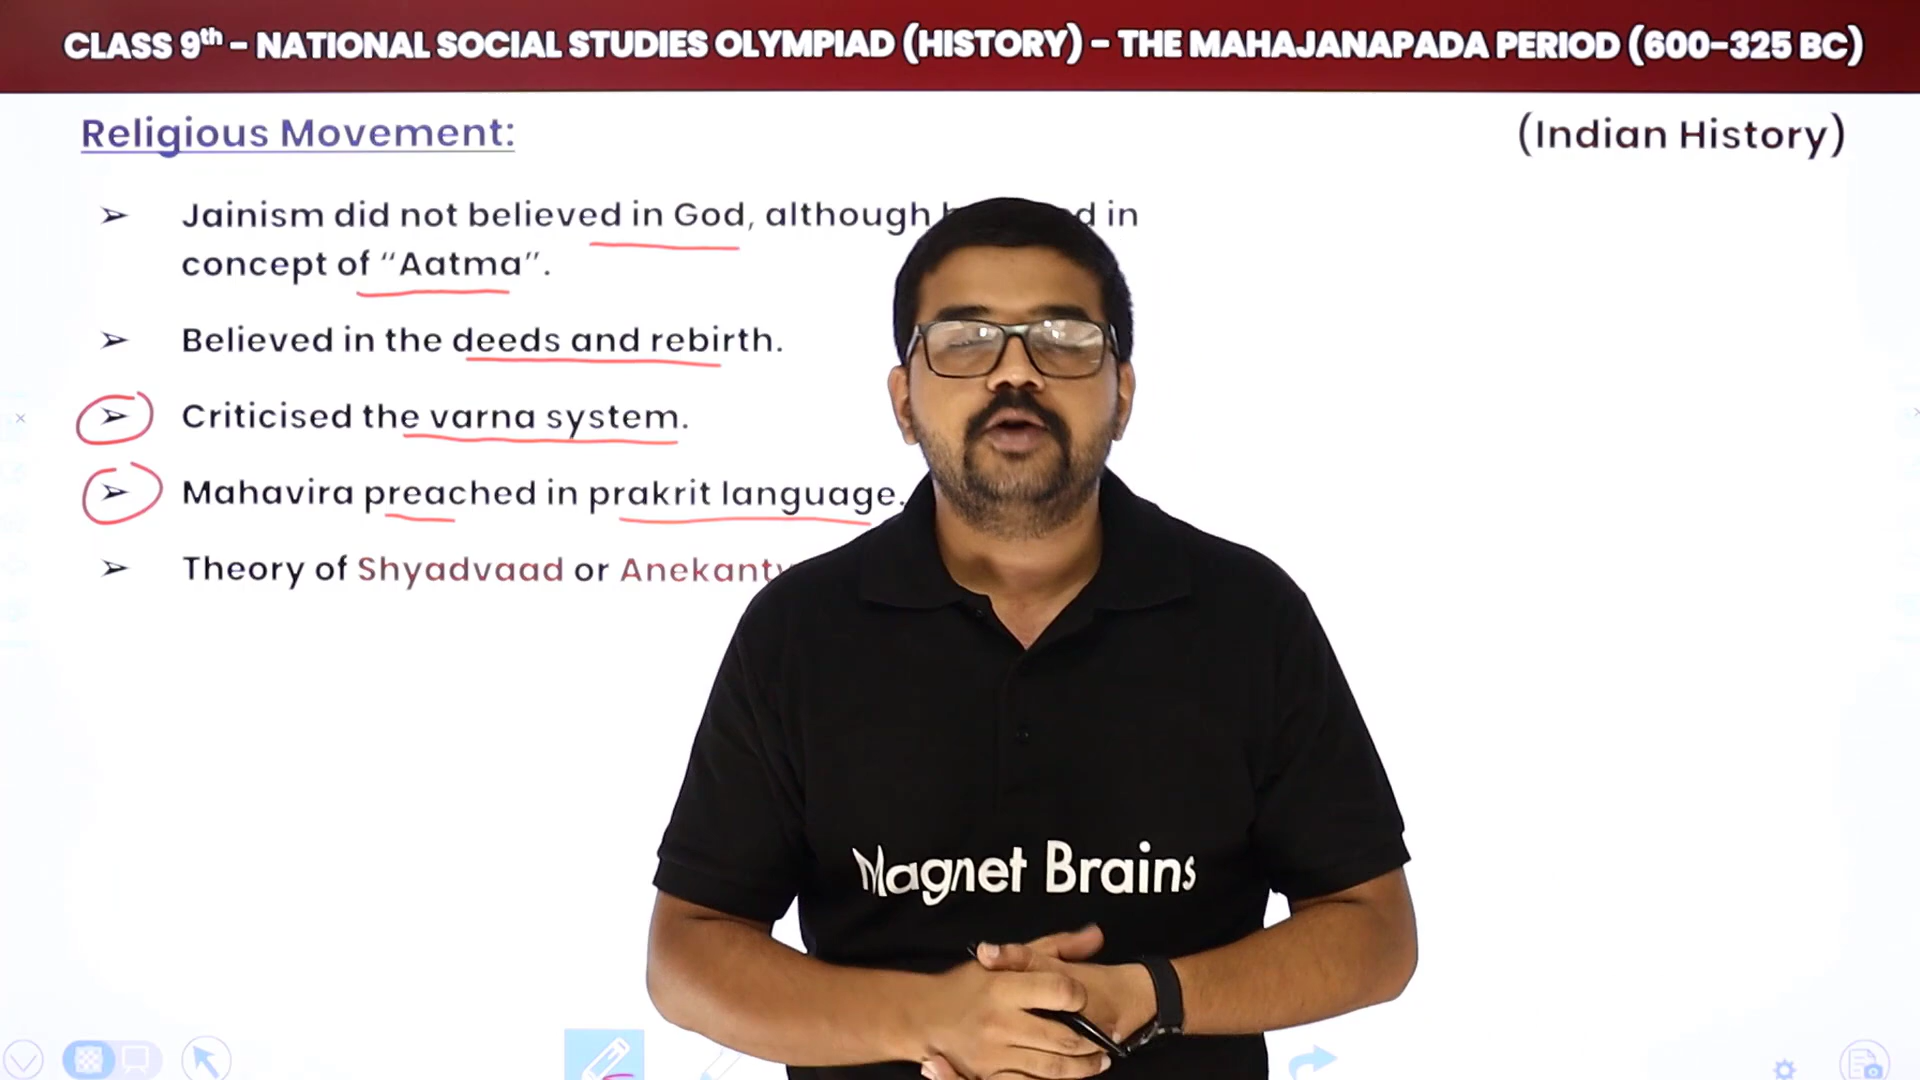 CLASS 9th - NATIONAL SOCIAL STUDIES OLYMPIAD (HISTORY) - THE MAHAJANAPADA PERIOD (600-325 BC)
Religious Movement:
(Indian History)
➢ Jainism did not believed in God, although in
concept of “Aatma”.
➢ Believed in the deeds and rebirth.
➢ Criticised the varna system.
➢ Mahavira preached in prakrit language.
➢ Theory of Shyadvaad or
Magnet Brains